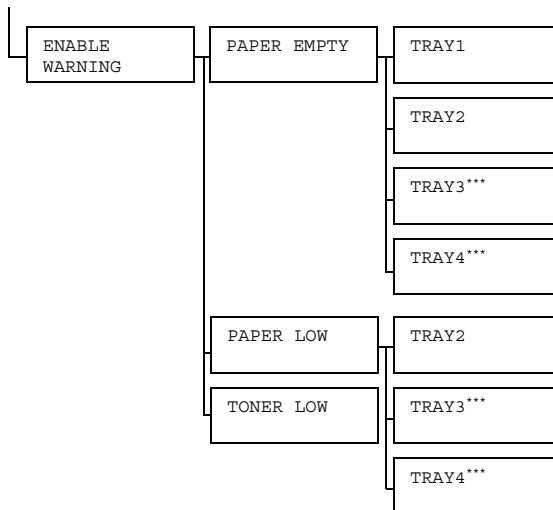 ENABLE
WARNING
PAPER EMPTY
TRAY1
TRAY2
TRAY3***
TRAY4***
PAPER LOW
TRAY2
TONER LOW
TRAY3***
TRAY4***